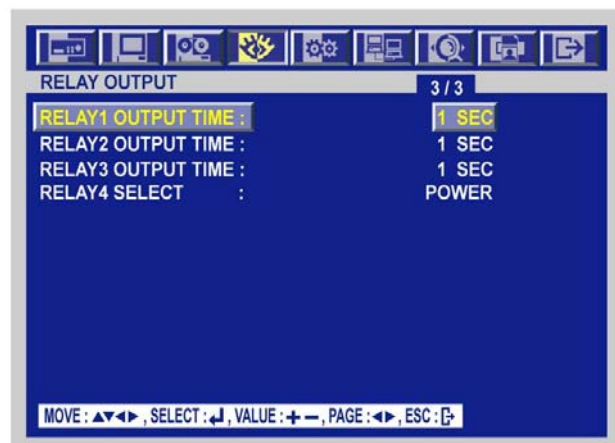 RELAY OUTPUT 3 / 3
RELAY1 OUTPUT TIME : 1 SEC
RELAY2 OUTPUT TIME : 1 SEC
RELAY3 OUTPUT TIME : 1 SEC
RELAY4 SELECT : POWER
MOVE : ▲▼◀▶ , SELECT : ↲ , VALUE : + − , PAGE : ◀▶ , ESC :